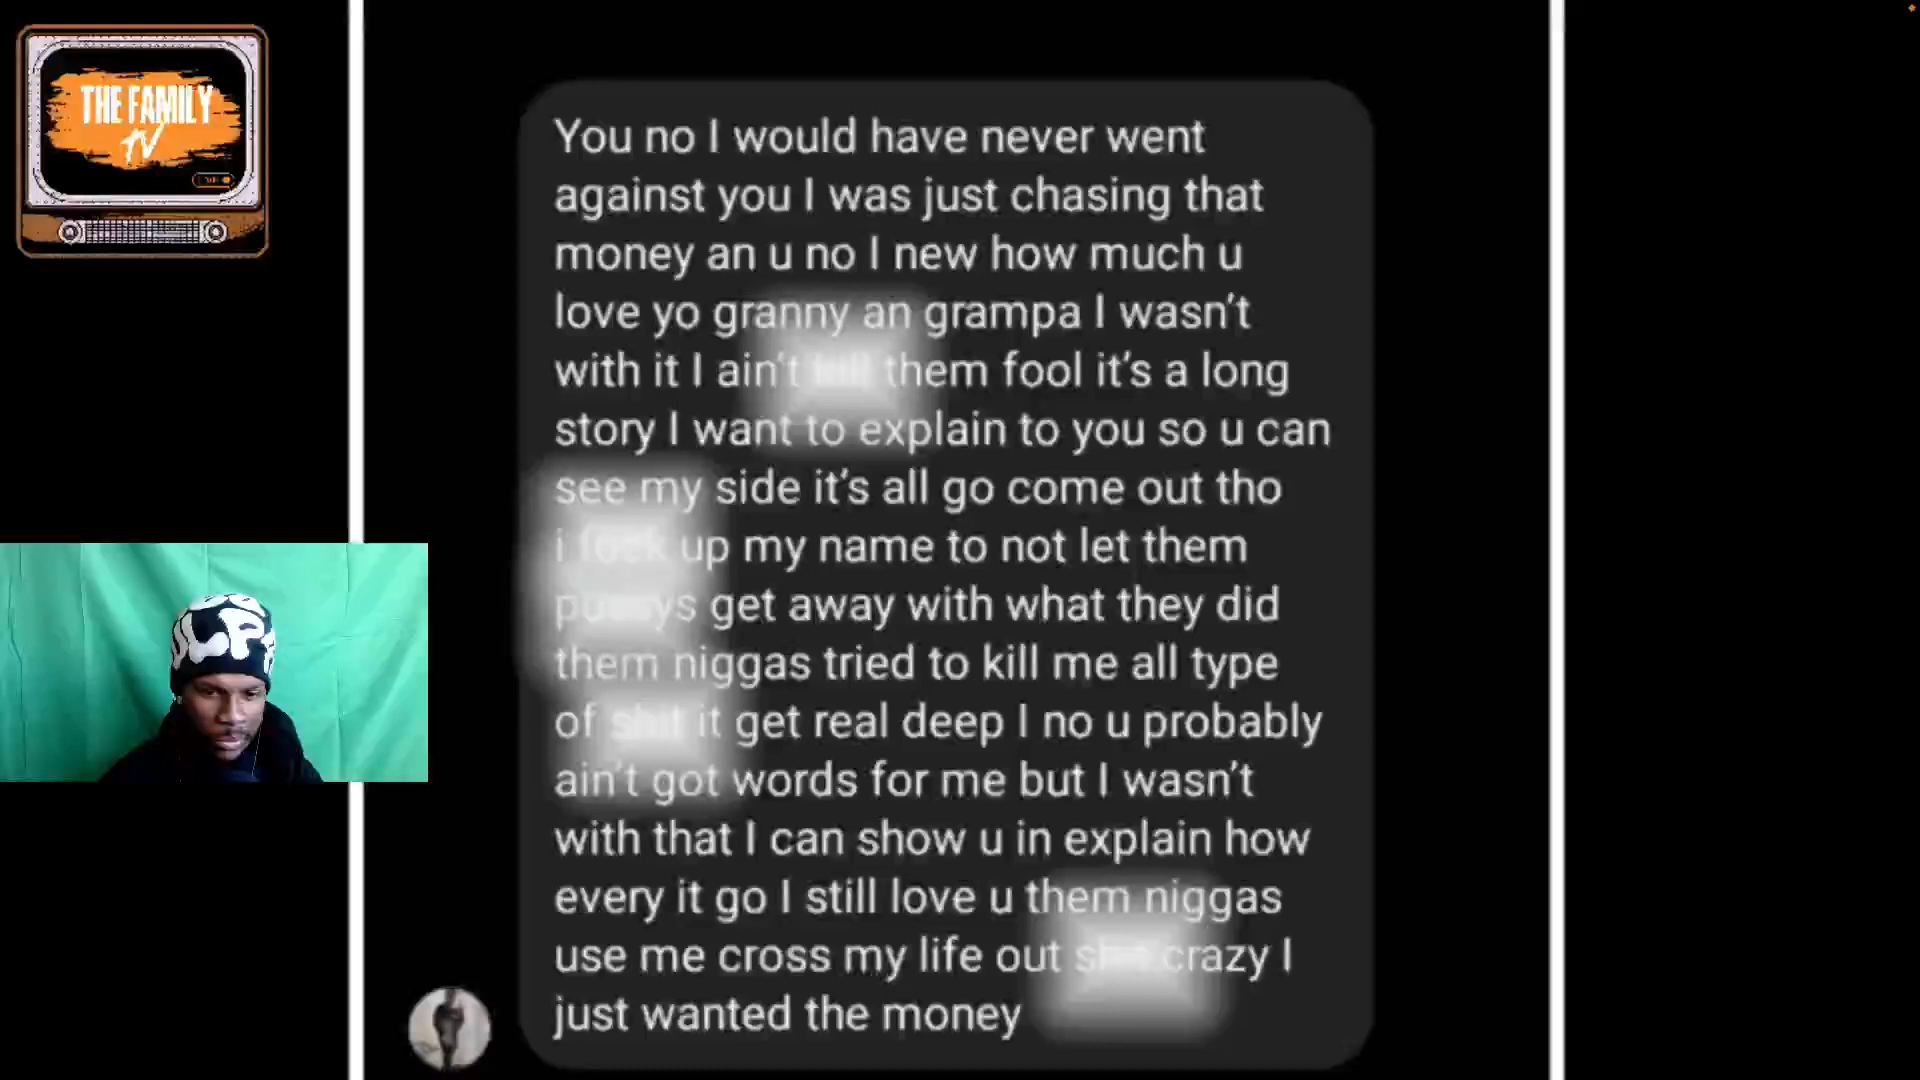 THE FAMILY
TV
You no I would have never went
against you I was just chasing that
money an u no I new how much u
love yo granny an grampa I wasn't
with it I ain't kill them fool it's a long
story I want to explain to you so u can
see my side it's all go come out tho
i fuck up my name to not let them
get away with what they did
them niggas tried to kill me all type
of shit it get real deep I no u probably
ain't got words for me but I wasn't
with that I can show u in explain how
every it go I still love u them niggas
use me cross my life out crazy I
just wanted the money